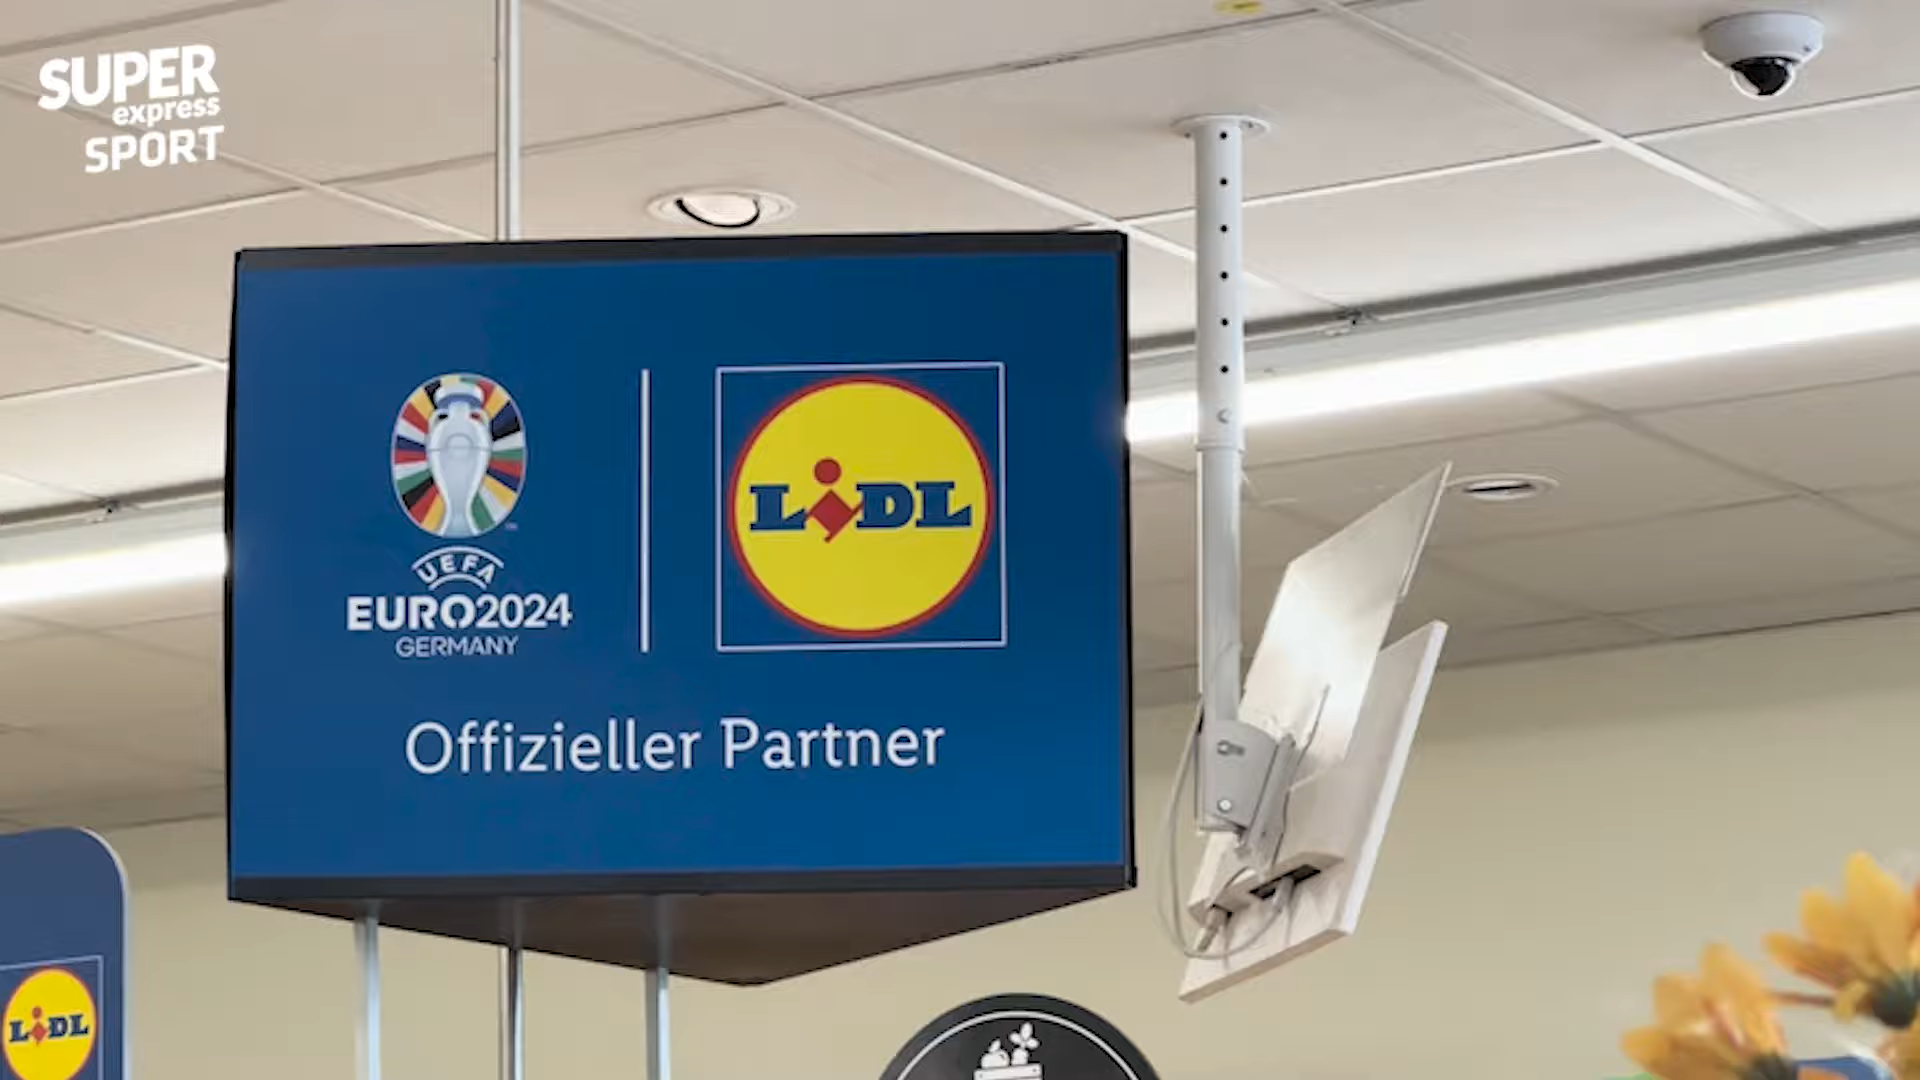 SUPER
express
SPORT
UEFA
EURO2024
GERMANY
LIDL
Offizieller Partner
LIDL